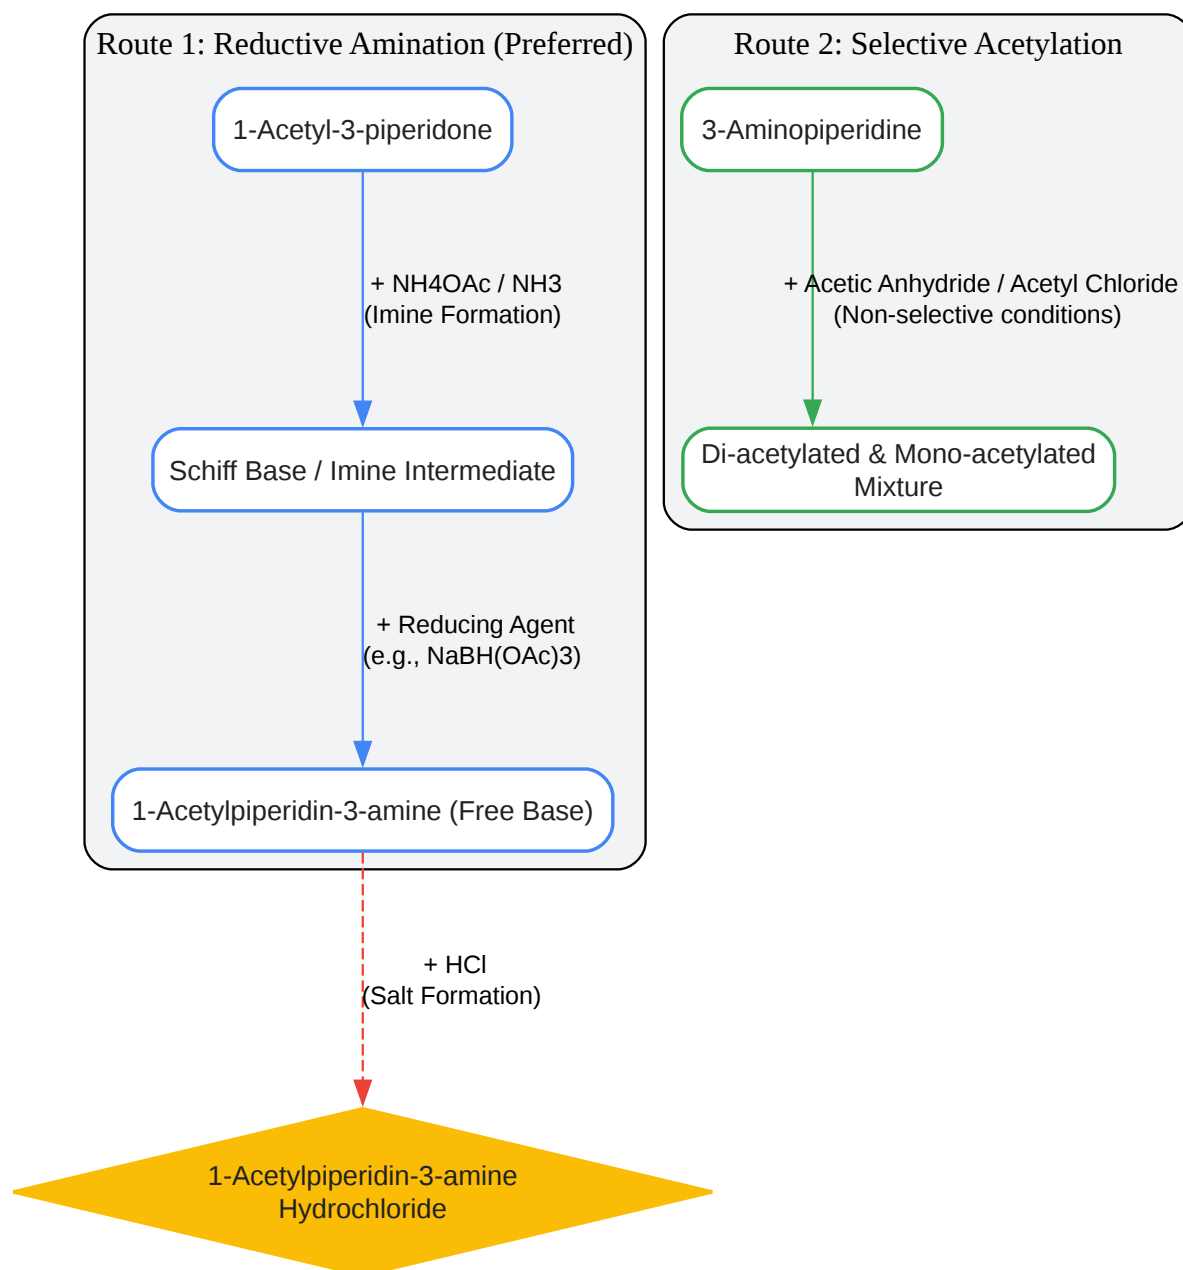 Route 1: Reductive Amination (Preferred)
1-Acetyl-3-piperidone
+ NH4OAc / NH3
(Imine Formation)
Schiff Base / Imine Intermediate
+ Reducing Agent
(e.g., NaBH(OAc)3)
1-Acetylpiperidin-3-amine (Free Base)
+ HCl
(Salt Formation)
1-Acetylpiperidin-3-amine
Hydrochloride
Route 2: Selective Acetylation
3-Aminopiperidine
+ Acetic Anhydride / Acetyl Chloride
(Non-selective conditions)
Di-acetylated & Mono-acetylated
Mixture